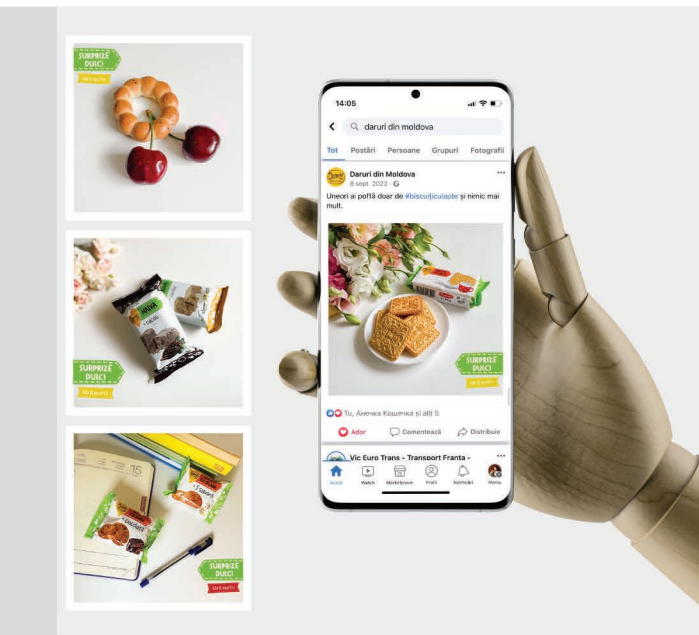 SURPRIZE
DULCI
HALVA
+ CACAO
SURPRIZE
DULCI
15
SURPRIZE
DULCI
14:05
daruri din moldova
Tot Postări Persoane Grupuri Fotografii
Daruri din Moldova
8 sept. 2022
Uneori ai poftă doar de #biscuițiculapte și nimic mai
mult.
SURPRIZE
DULCI
Tu, Анечка Кошечка și alți 5
Ador Comentează Distribuie
Vic Euro Trans - Transport Franta -
Acasă Watch Marketplace Profil Notificări Meniu